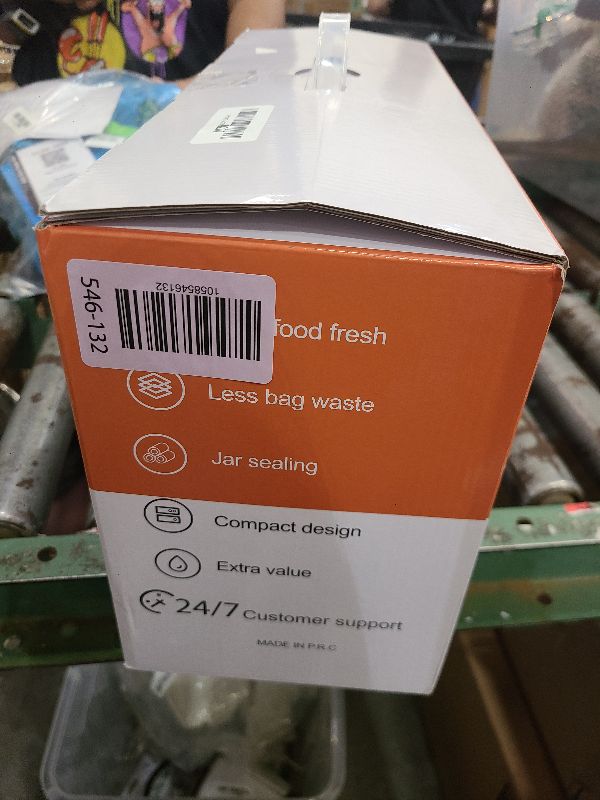 546-132
1058546132
food fresh
Less bag waste
Jar sealing
Compact design
Extra value
24/7 Customer support
MADE IN P.R.C